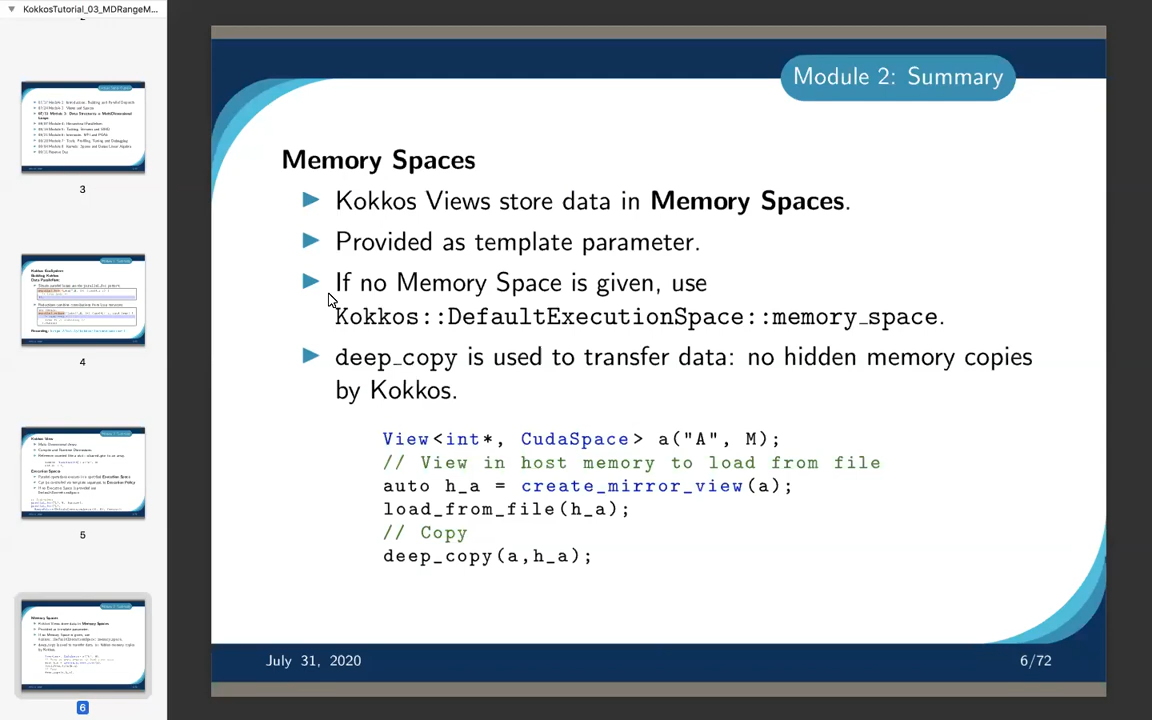 KokkosTutorial_03_MDRangeM...
3
4
5
6
Module 2: Summary
Memory Spaces
Kokkos Views store data in Memory Spaces.
Provided as template parameter.
If no Memory Space is given, use
Kokkos::DefaultExecutionSpace::memory_space.
deep_copy is used to transfer data: no hidden memory copies
by Kokkos.
View<int*, CudaSpace> a("A", M);
// View in host memory to load from file
auto h_a = create_mirror_view(a);
load_from_file(h_a);
// Copy
deep_copy(a,h_a);
July 31, 2020
6/72